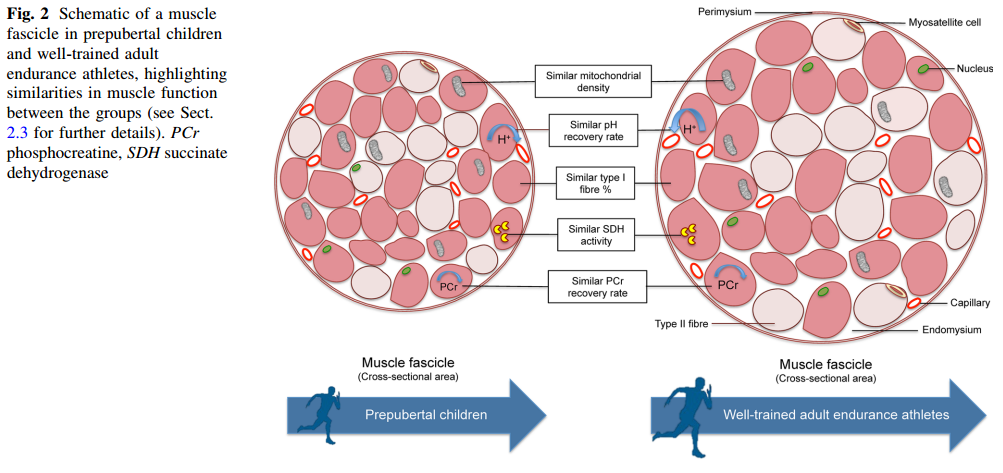 Fig. 2 Schematic of a muscle
fascicle in prepubertal children
and well-trained adult
endurance athletes, highlighting
similarities in muscle function
between the groups (see Sect.
2.3 for further details). PCr
phosphocreatine, SDH succinate
dehydrogenase
Perimysium
Myosatellite cell
Nucleus
Similar mitochondrial
density
Similar pH
recovery rate
Similar type I
fibre %
Similar SDH
activity
Similar PCr
recovery rate
H+
H+
PCr
PCr
Type II fibre
Capillary
Endomysium
Muscle fascicle
(Cross-sectional area)
Prepubertal children
Muscle fascicle
(Cross-sectional area)
Well-trained adult endurance athletes